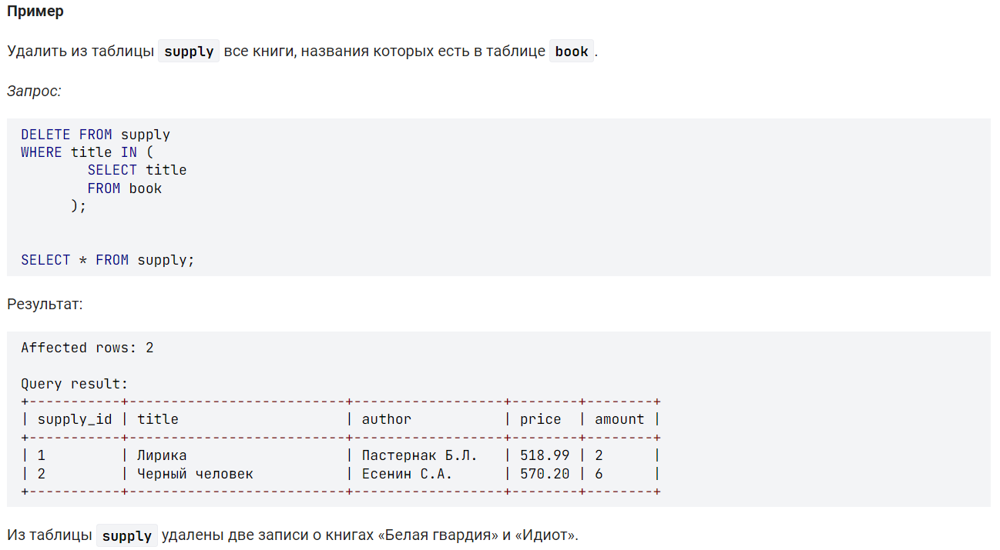 Пример
Удалить из таблицы supply все книги, названия которых есть в таблице book.
Запрос:
DELETE FROM supply
WHERE title IN (
        SELECT title
        FROM book
      );
SELECT * FROM supply;
Результат:
Affected rows: 2
Query result:
+-----------+--------------------------+------------------+--------+--------+
| supply_id | title                    | author           | price  | amount |
+-----------+--------------------------+------------------+--------+--------+
| 1         | Лирика                   | Пастернак Б.Л.   | 518.99 | 2      |
| 2         | Черный человек           | Есенин С.А.      | 570.20 | 6      |
+-----------+--------------------------+------------------+--------+--------+
Из таблицы supply удалены две записи о книгах «Белая гвардия» и «Идиот».